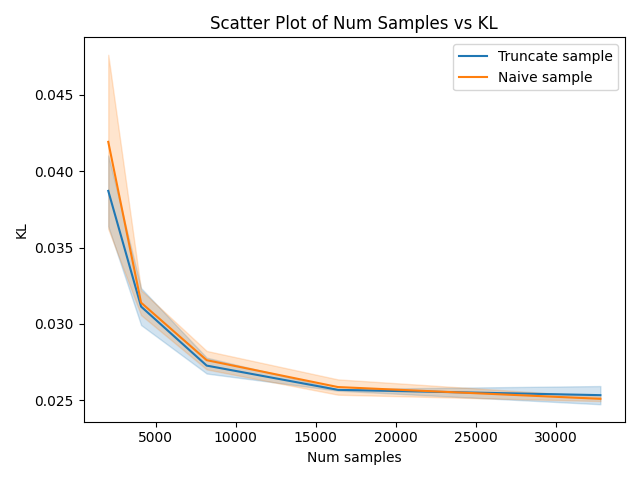 Scatter Plot of Num Samples vs KL
Truncate sample
Naive sample
KL
0.045
0.040
0.035
0.030
0.025
5000 10000 15000 20000 25000 30000
Num samples